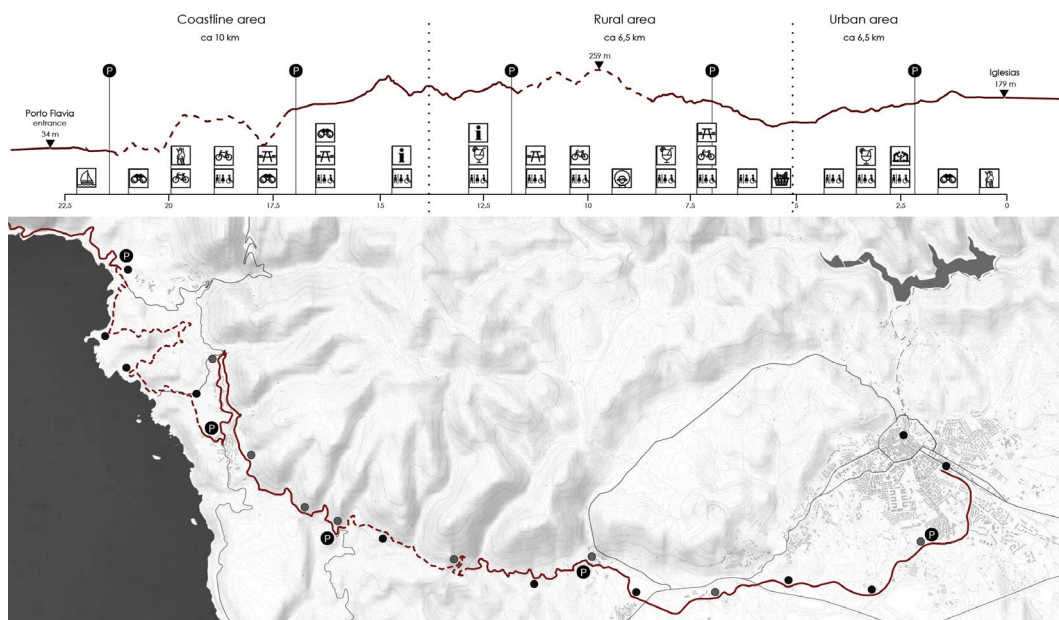 Coastline area
ca 10 km
Rural area
ca 6,5 km
Urban area
ca 6,5 km
P
P
259 m
P
P
P
Iglesias
179 m
Porto Flavia
entrance
34 m
i
i
22.5
20
17.5
15
12.5
10
7.5
5
2.5
0
P
P
P
P
P